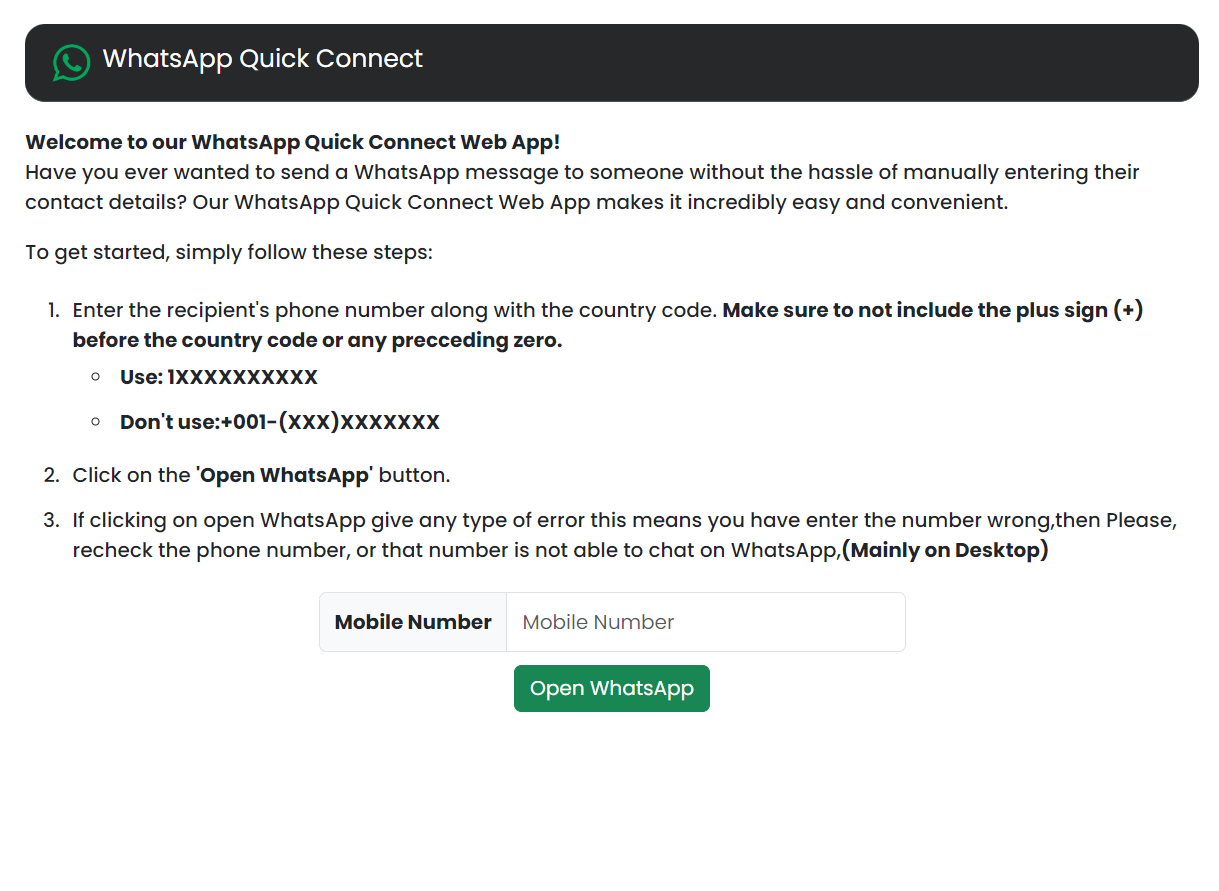 WhatsApp Quick Connect
Welcome to our WhatsApp Quick Connect Web App!
Have you ever wanted to send a WhatsApp message to someone without the hassle of manually entering their
contact details? Our WhatsApp Quick Connect Web App makes it incredibly easy and convenient.
To get started, simply follow these steps:
1. Enter the recipient's phone number along with the country code. Make sure to not include the plus sign (+)
before the country code or any precceding zero.
Use: 1XXXXXXXXXX
Don't use:+001-(XXX)XXXXXXX
2. Click on the 'Open WhatsApp' button.
3. If clicking on open WhatsApp give any type of error this means you have enter the number wrong,then Please,
recheck the phone number, or that number is not able to chat on WhatsApp,(Mainly on Desktop)
Mobile Number Mobile Number
Open WhatsApp